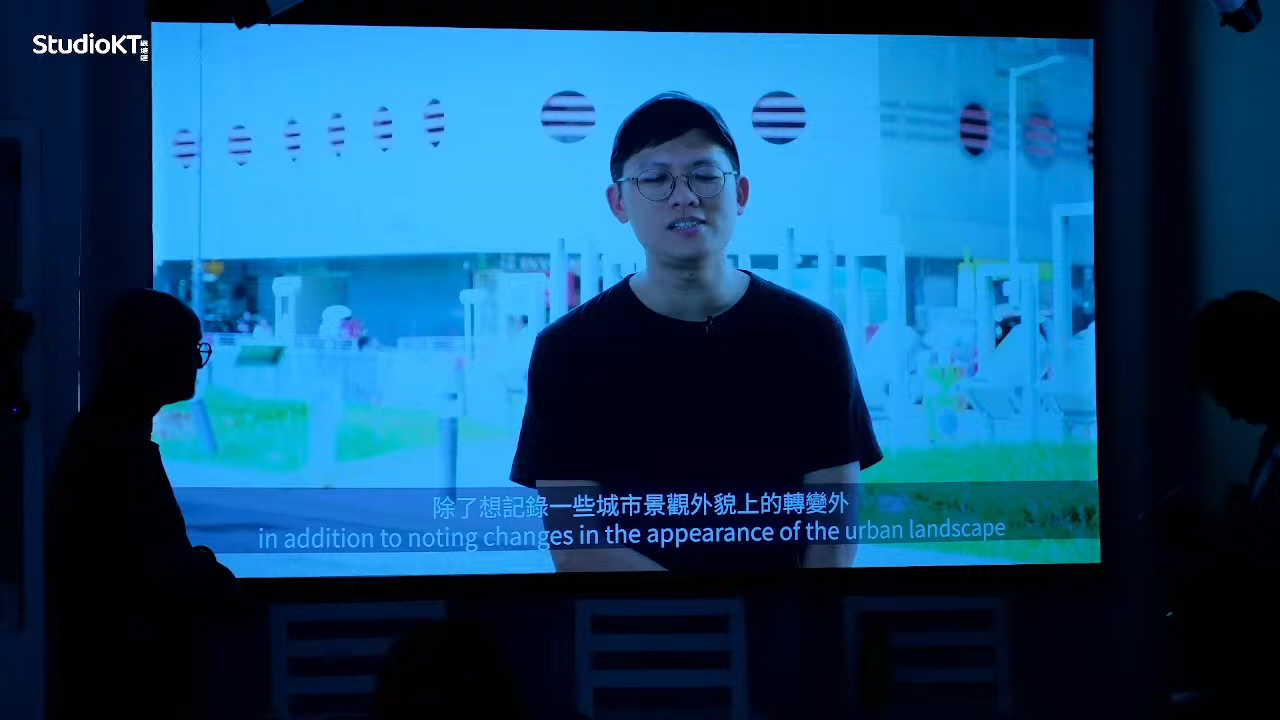 StudioKT
除了想記錄一些城市景觀外貌上的轉變外
in addition to noting changes in the appearance of the urban landscape